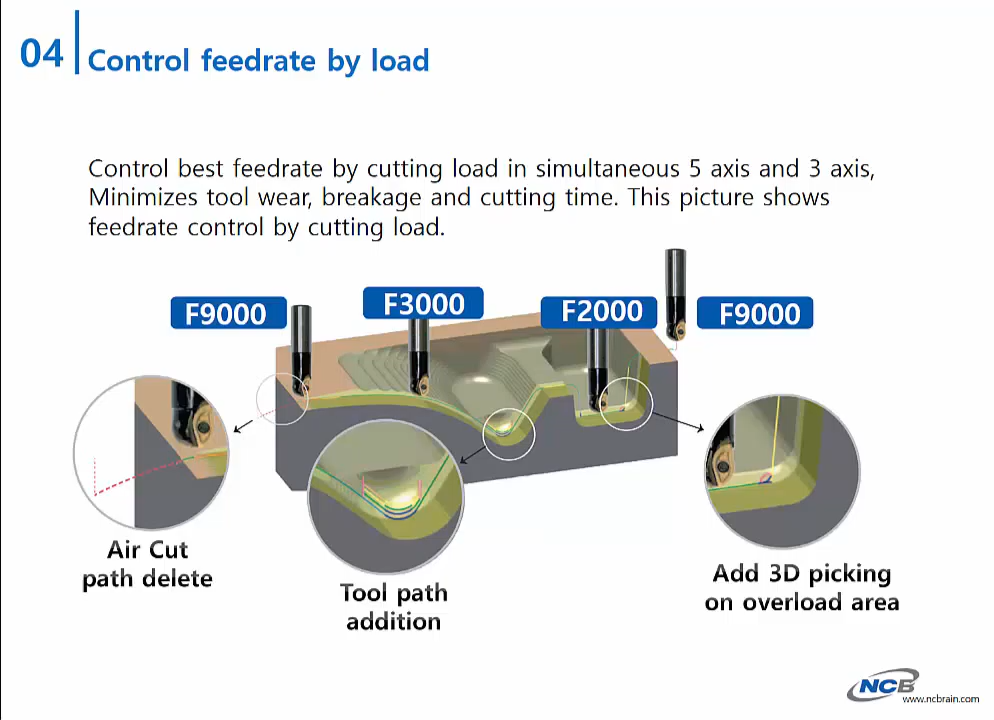 04
Control feedrate by load
Control best feedrate by cutting load in simultaneous 5 axis and 3 axis,
Minimizes tool wear, breakage and cutting time. This picture shows
feedrate control by cutting load.
F9000
F3000
F2000
F9000
Air Cut
path delete
Tool path
addition
Add 3D picking
on overload area
NCB
www.ncbrain.com